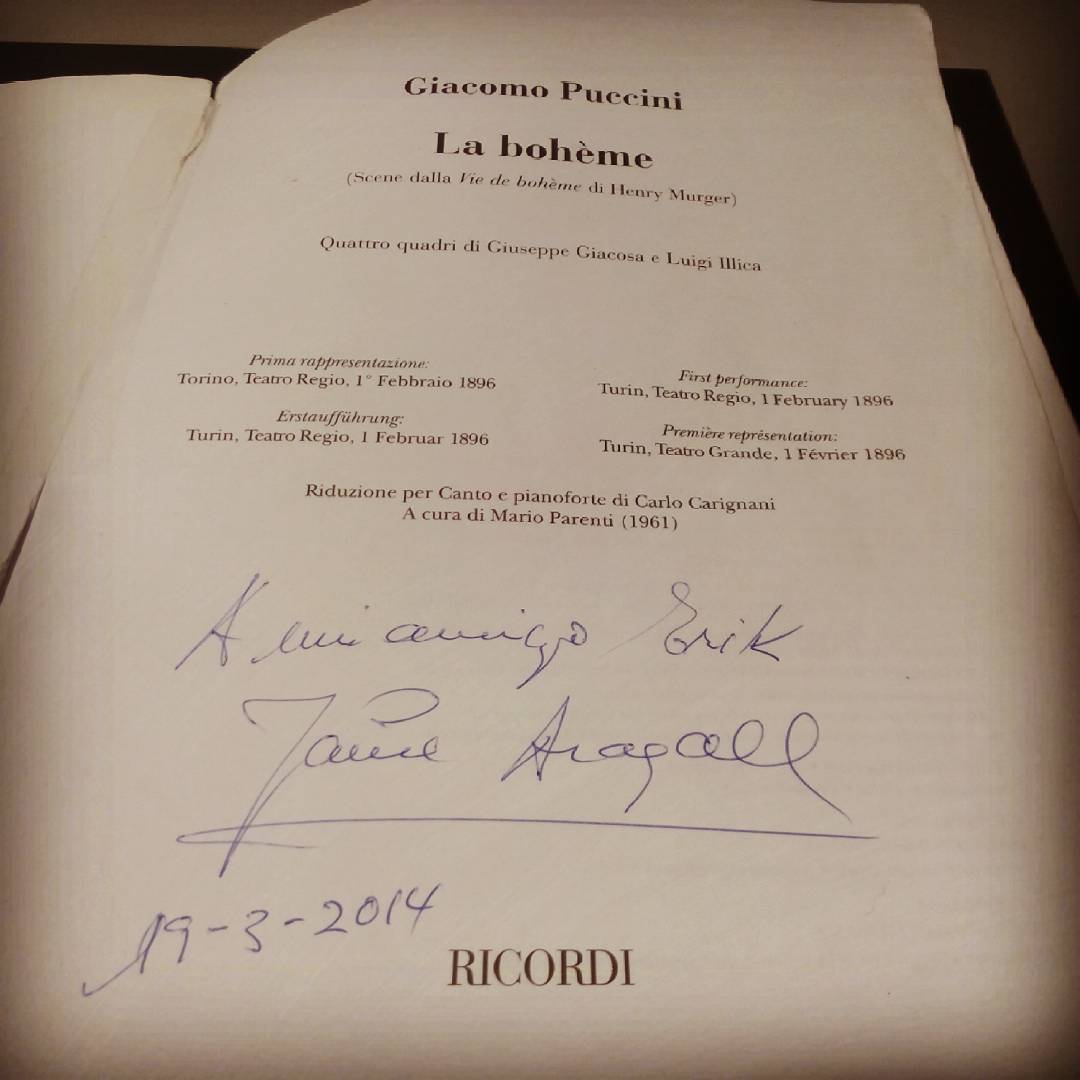 Giacomo Puccini
La bohème
(Scene dalla Vie de bohème di Henry Murger)
Quattro quadri di Giuseppe Giacosa e Luigi Illica
Prima rappresentazione:
Torino, Teatro Regio, 1° Febbraio 1896
Erstaufführung:
Turin, Teatro Regio, 1 Februar 1896
First performance:
Turin, Teatro Regio, 1 February 1896
Première représentation:
Turin, Teatro Grande, 1 Février 1896
Riduzione per Canto e pianoforte di Carlo Carignani
A cura di Mario Parenti (1961)
A mi amigo Erik
Jaime Aragall
19-3-2014
RICORDI